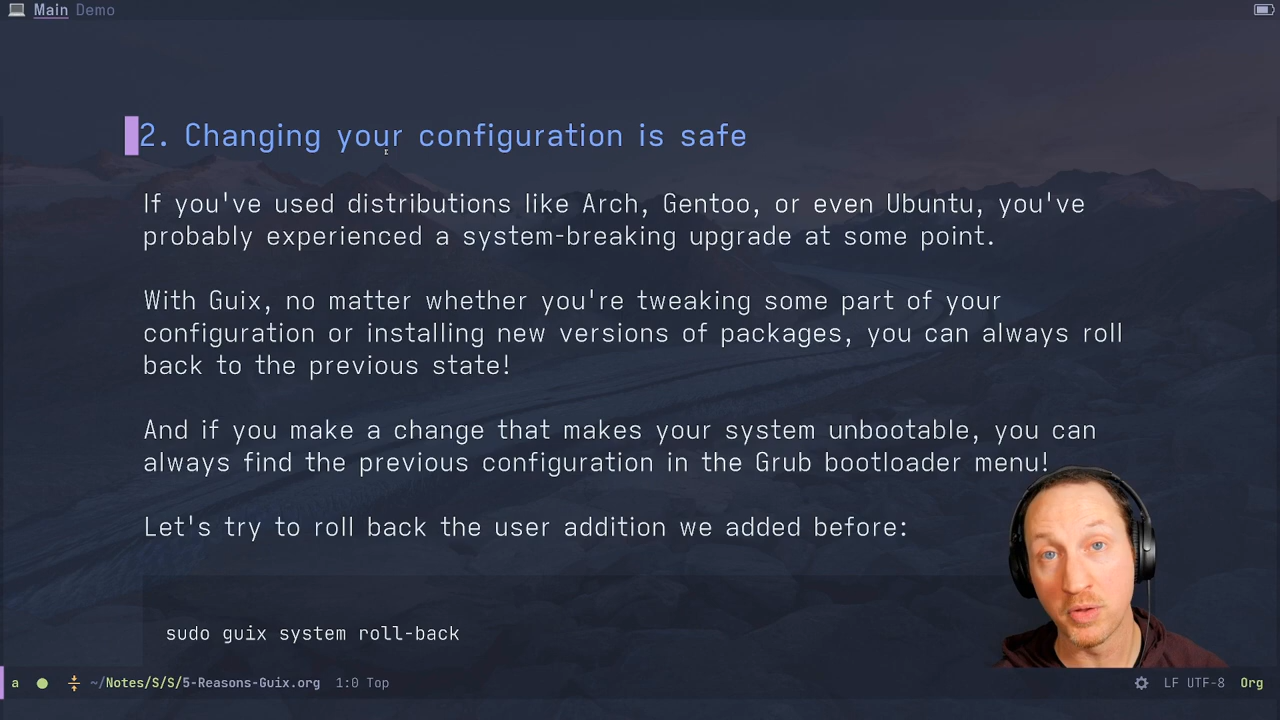 Main Demo
2. Changing your configuration is safe
If you've used distributions like Arch, Gentoo, or even Ubuntu, you've
probably experienced a system-breaking upgrade at some point.
With Guix, no matter whether you're tweaking some part of your
configuration or installing new versions of packages, you can always roll
back to the previous state!
And if you make a change that makes your system unbootable, you can
always find the previous configuration in the Grub bootloader menu!
Let's try to roll back the user addition we added before:
sudo guix system roll-back
a ~/Notes/S/S/5-Reasons-Guix.org 1:0 Top LF UTF-8 Org